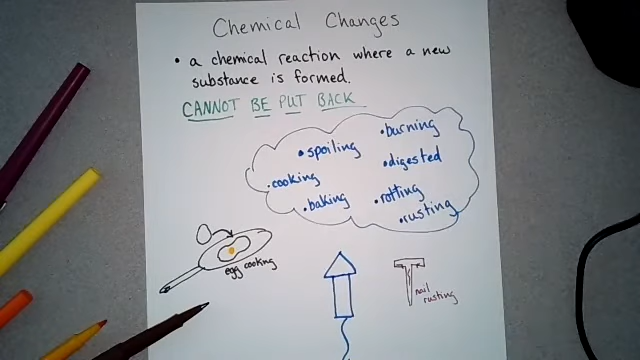 Chemical Changes
• a chemical reaction where a new
substance is formed.
CANNOT BE PUT BACK
• burning
• spoiling
• digested
• cooking
• rotting
• baking
• rusting
egg cooking
nail
rusting